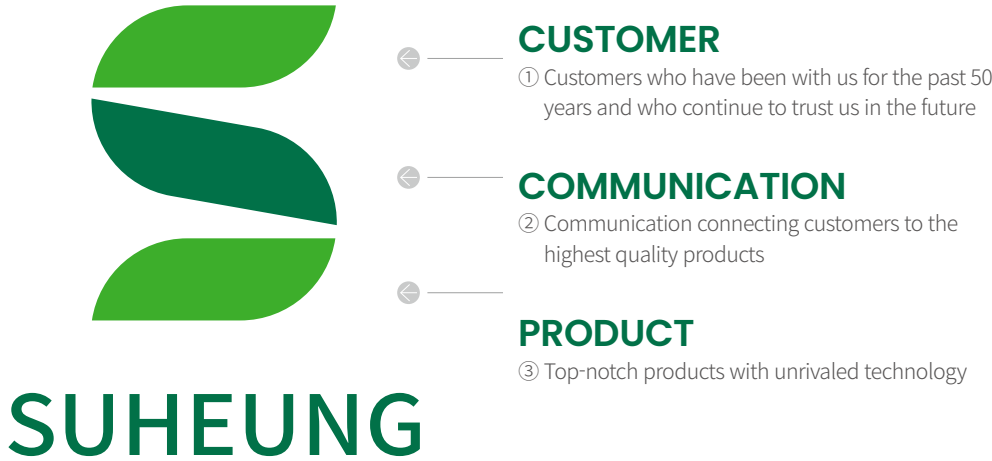 CUSTOMER
① Customers who have been with us for the past 50
years and who continue to trust us in the future
COMMUNICATION
② Communication connecting customers to the
highest quality products
PRODUCT
③ Top-notch products with unrivaled technology
SUHEUNG